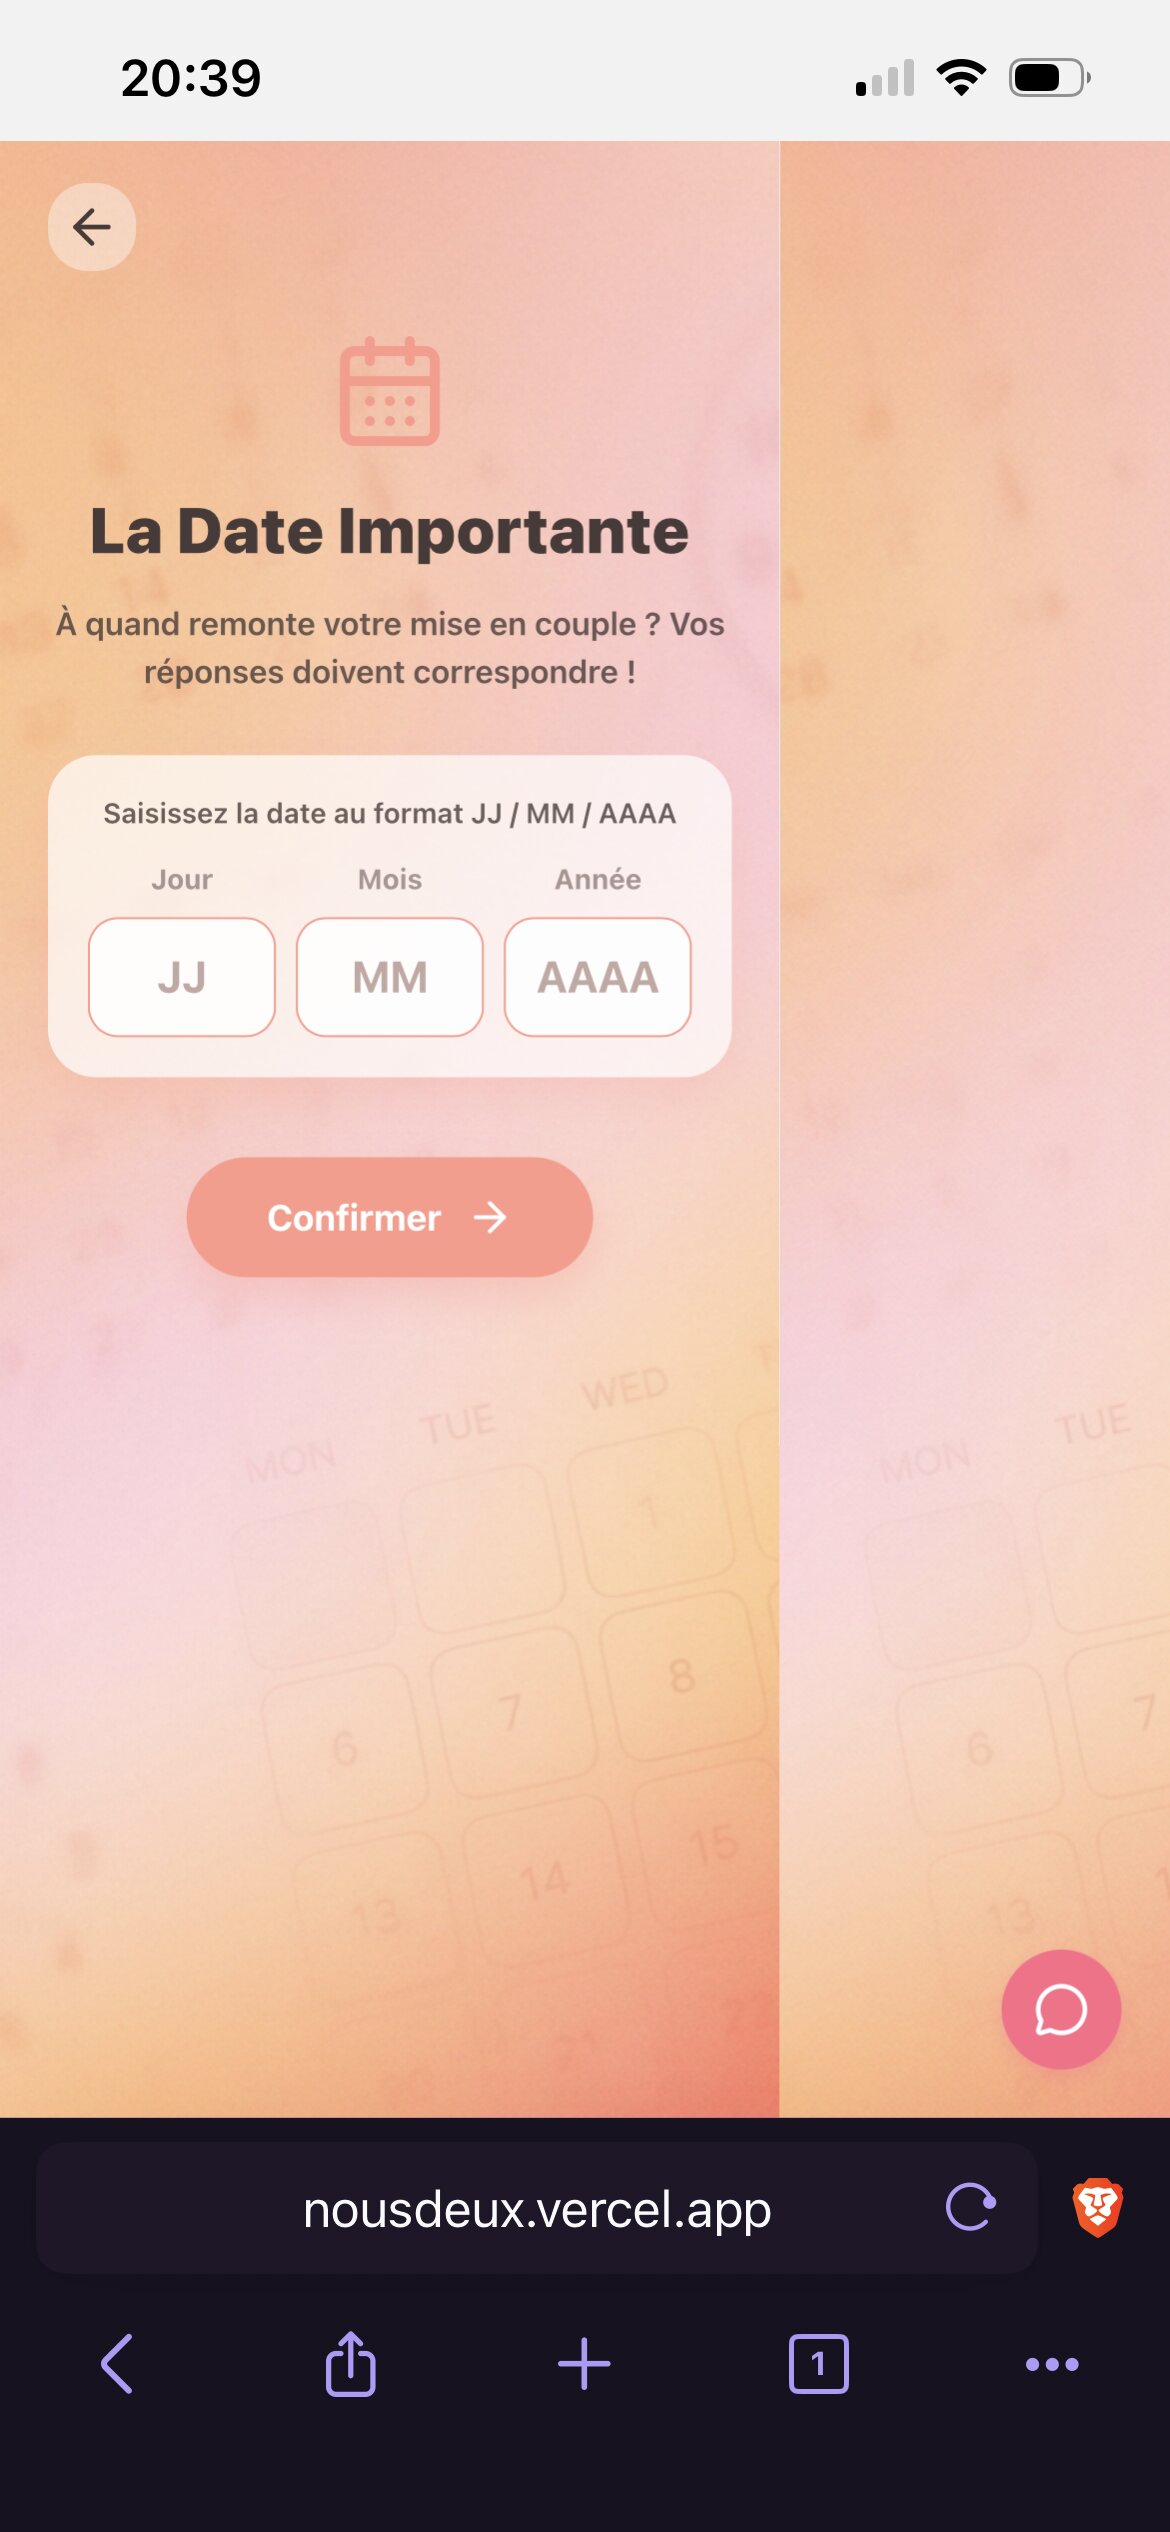 20:39
La Date Importante
À quand remonte votre mise en couple ? Vos
réponses doivent correspondre !
Saisissez la date au format JJ / MM / AAAA
Jour Mois Année
JJ MM AAAA
Confirmer
MON TUE WED
MON TUE
1
6 7 8
6 7
13 14 15
13
21
nousdeux.vercel.app
1